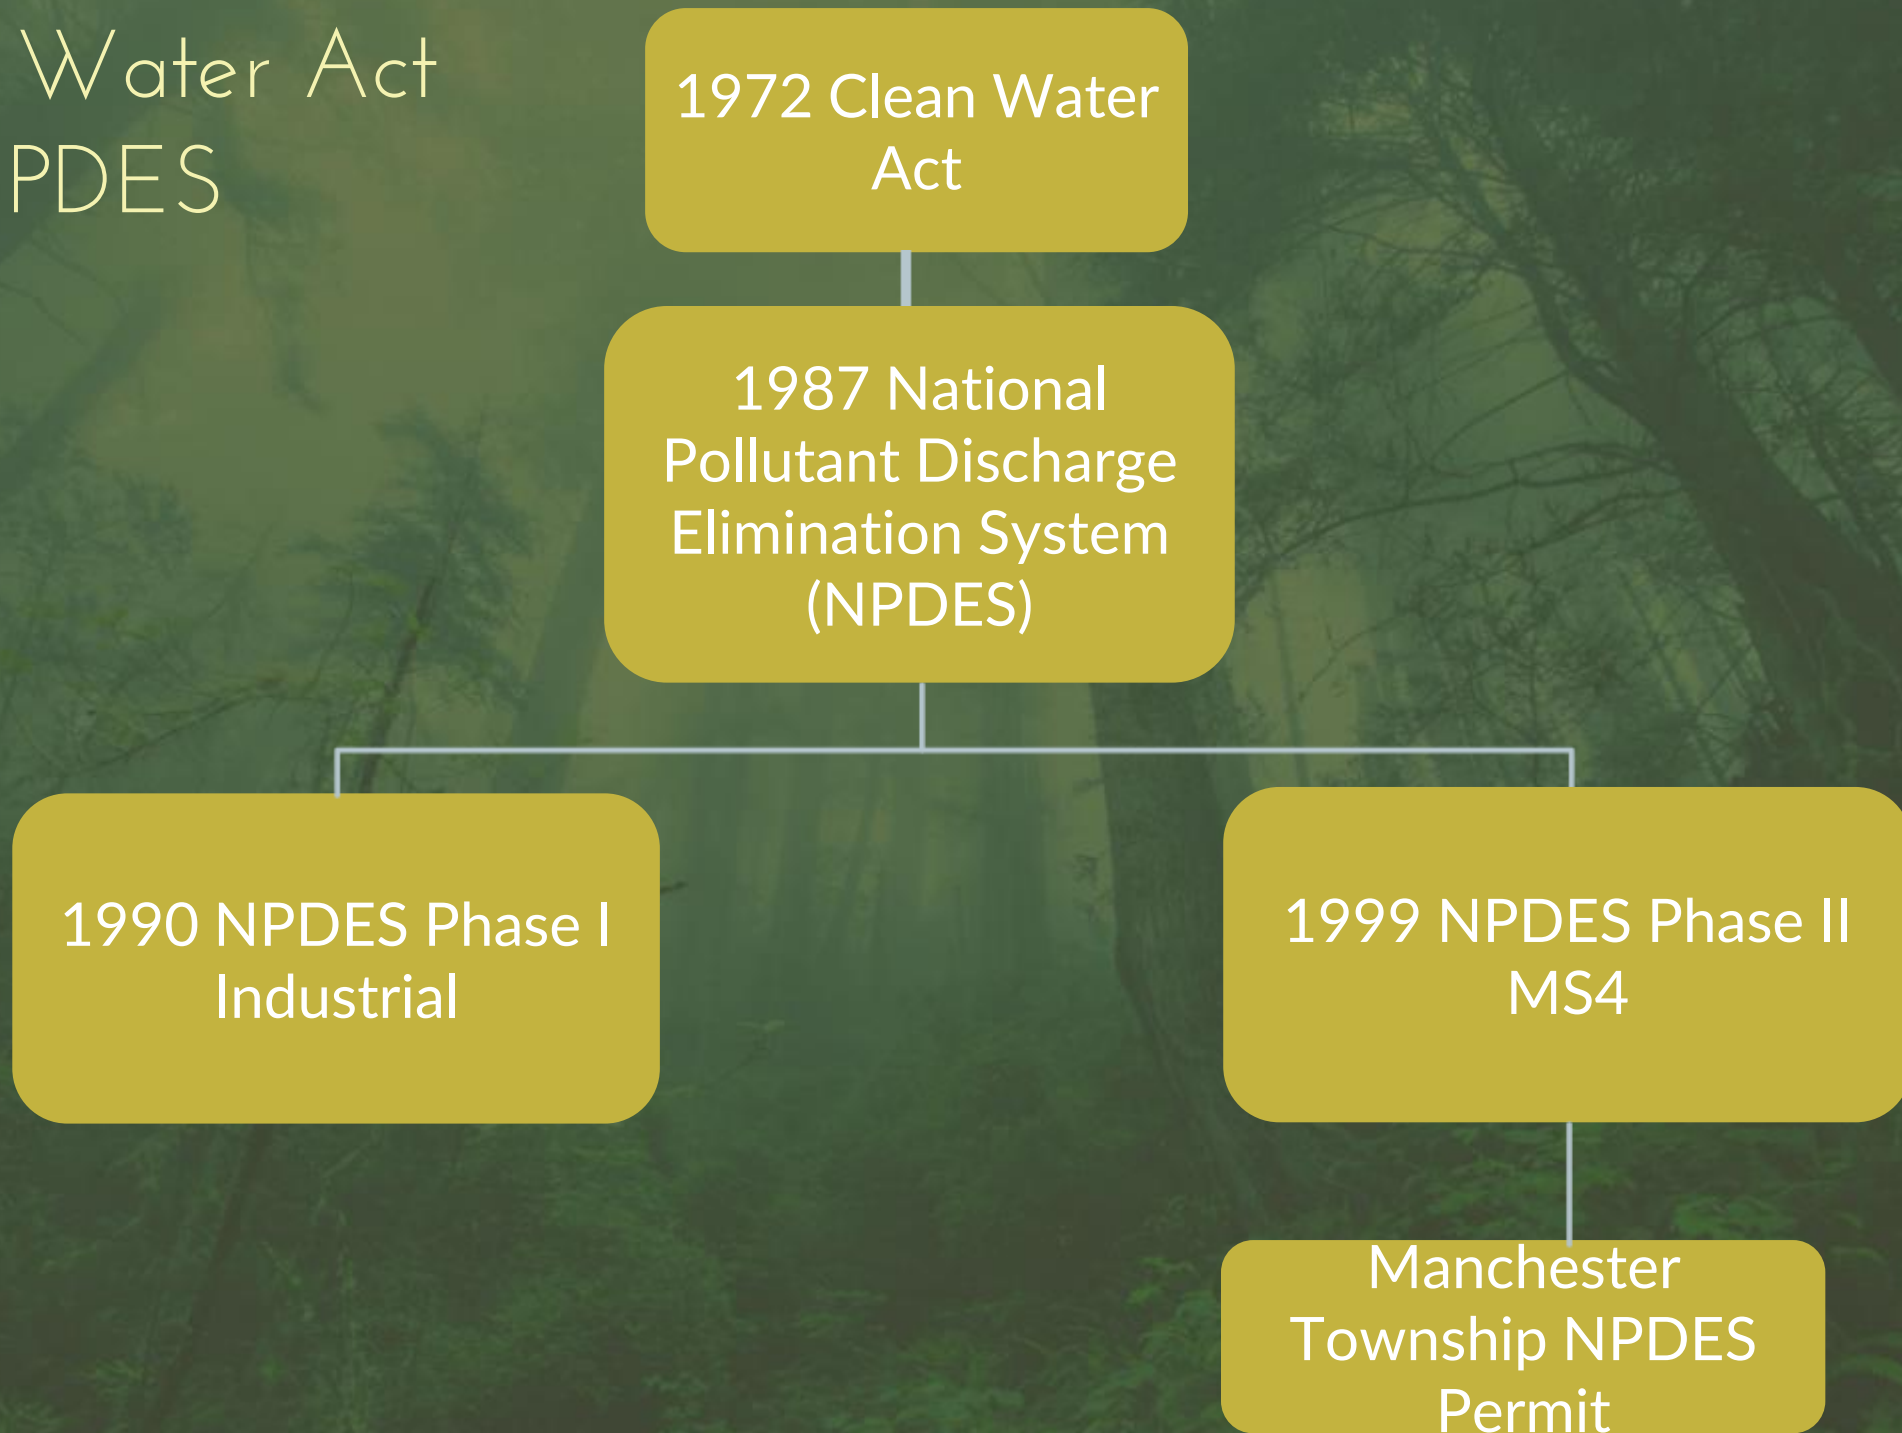 Water Act
PDES
1972 Clean Water
Act
1987 National
Pollutant Discharge
Elimination System
(NPDES)
1990 NPDES Phase I
Industrial
1999 NPDES Phase II
MS4
Manchester
Township NPDES
Permit